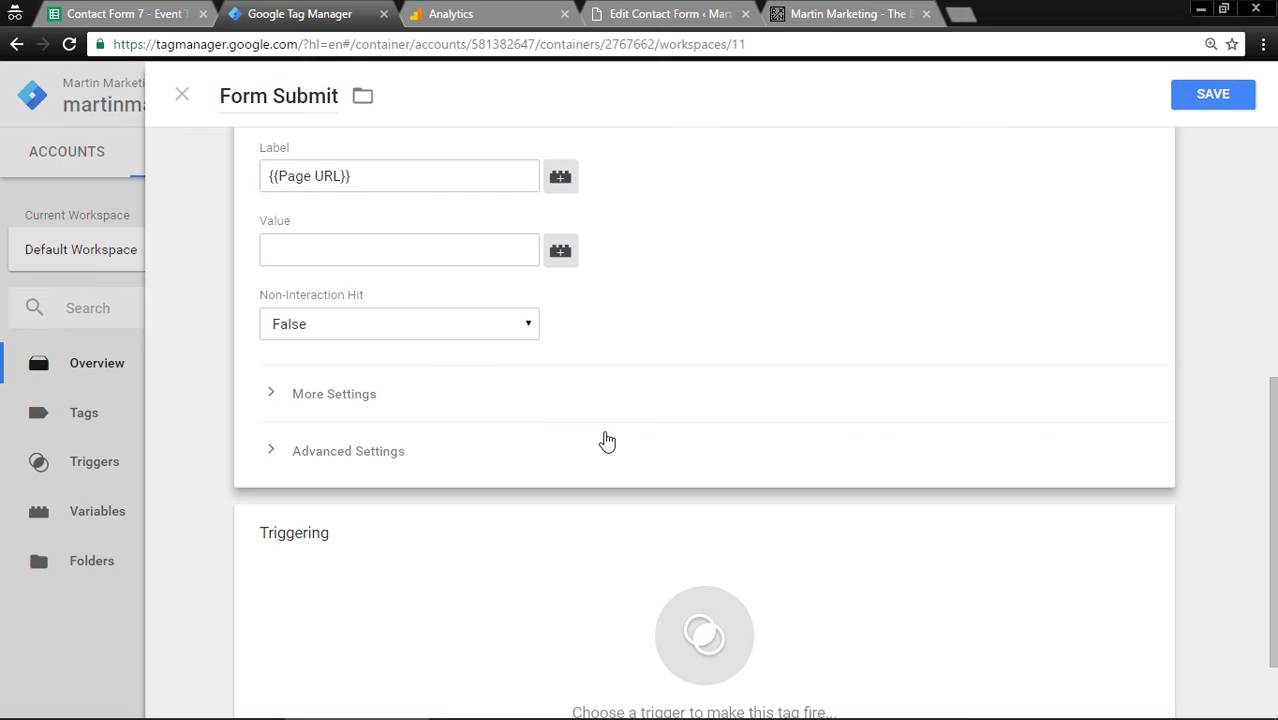 Contact Form 7 - Event T
Google Tag Manager
Analytics
Edit Contact Form ‹ Mart
Martin Marketing - The B
https://tagmanager.google.com/?hl=en#/container/accounts/581382647/containers/2767662/workspaces/11
Martin Marketi
martinma
Form Submit
SAVE
ACCOUNTS
Label
{{Page URL}}
Value
Current Workspace
Default Workspace
Non-Interaction Hit
False
Search
Overview
More Settings
Tags
Advanced Settings
Triggers
Variables
Triggering
Folders
Choose a trigger to make this tag fire...